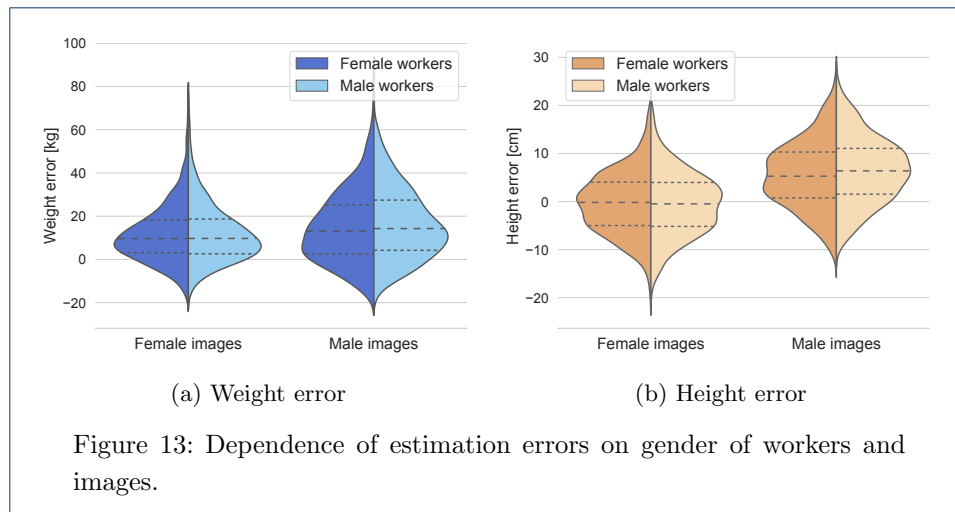 100
80
60
40
20
0
−20
Weight error [kg]
Female workers
Male workers
Female images
Male images
(a) Weight error
30
20
10
0
−10
−20
Height error [cm]
Female workers
Male workers
Female images
Male images
(b) Height error
Figure 13: Dependence of estimation errors on gender of workers and
images.